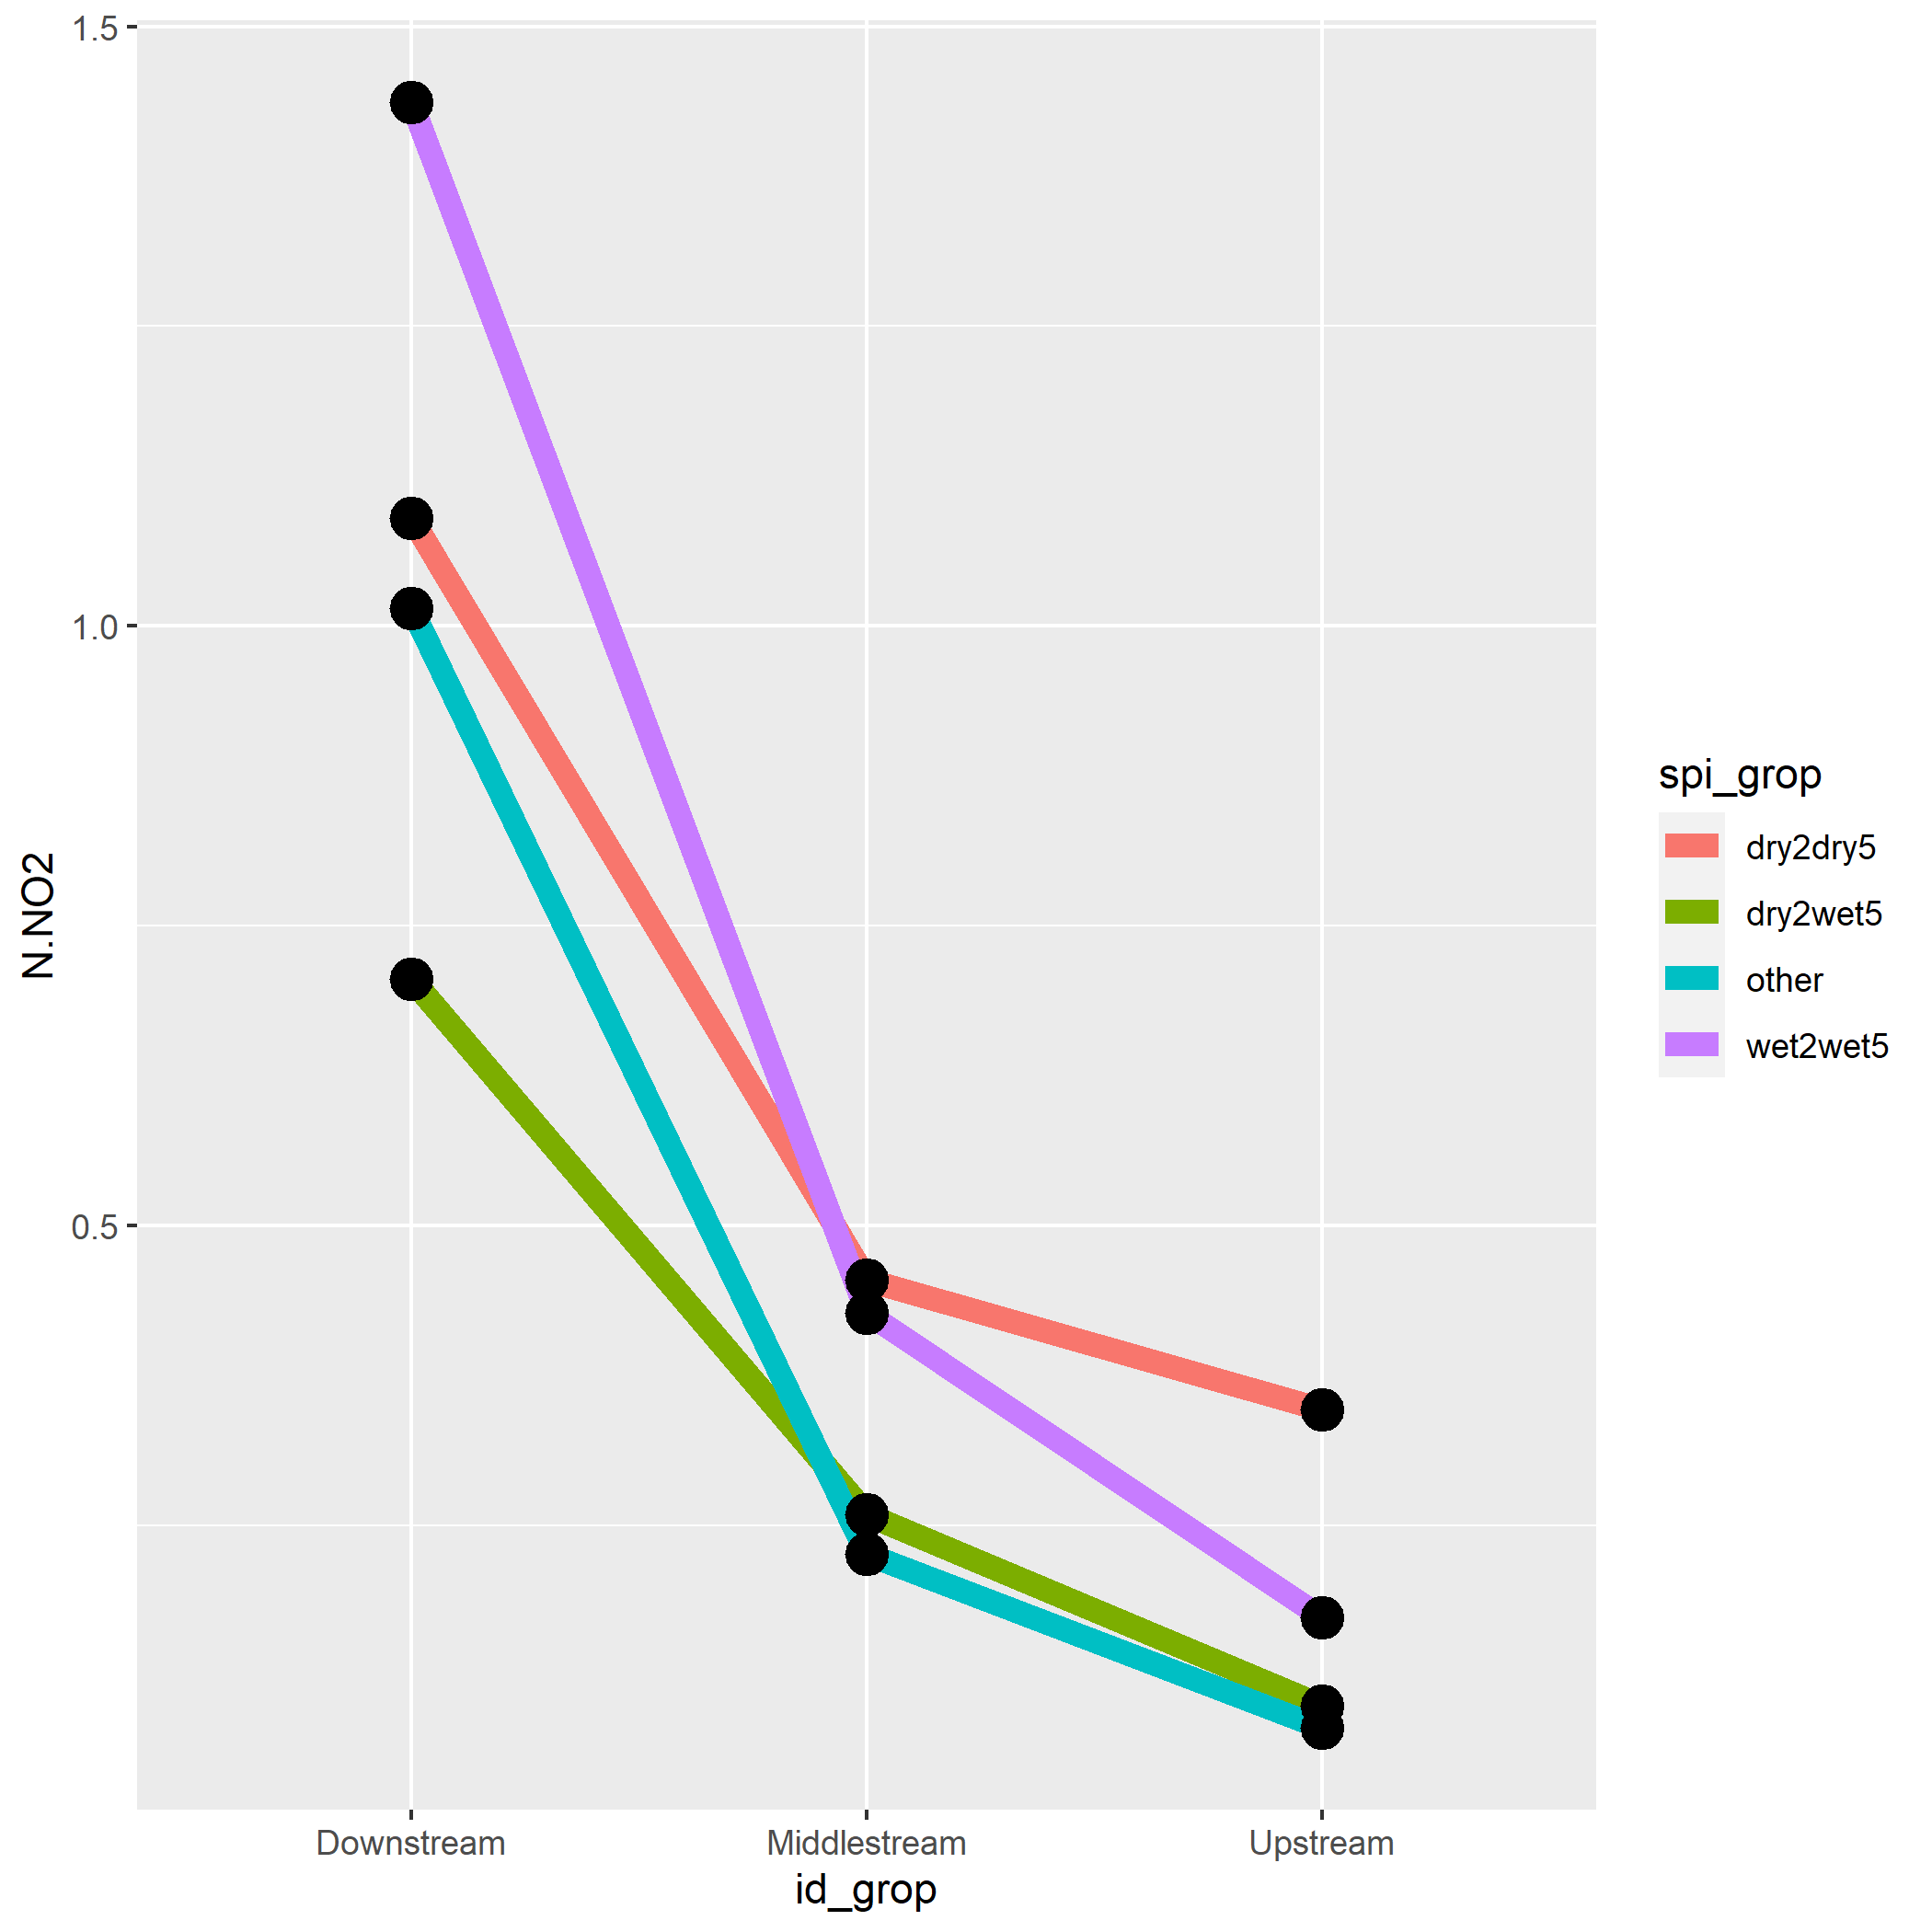 1.5
1.0
0.5
N.NO2
Downstream
Middlestream
Upstream
id_grop
spi_grop
dry2dry5
dry2wet5
other
wet2wet5